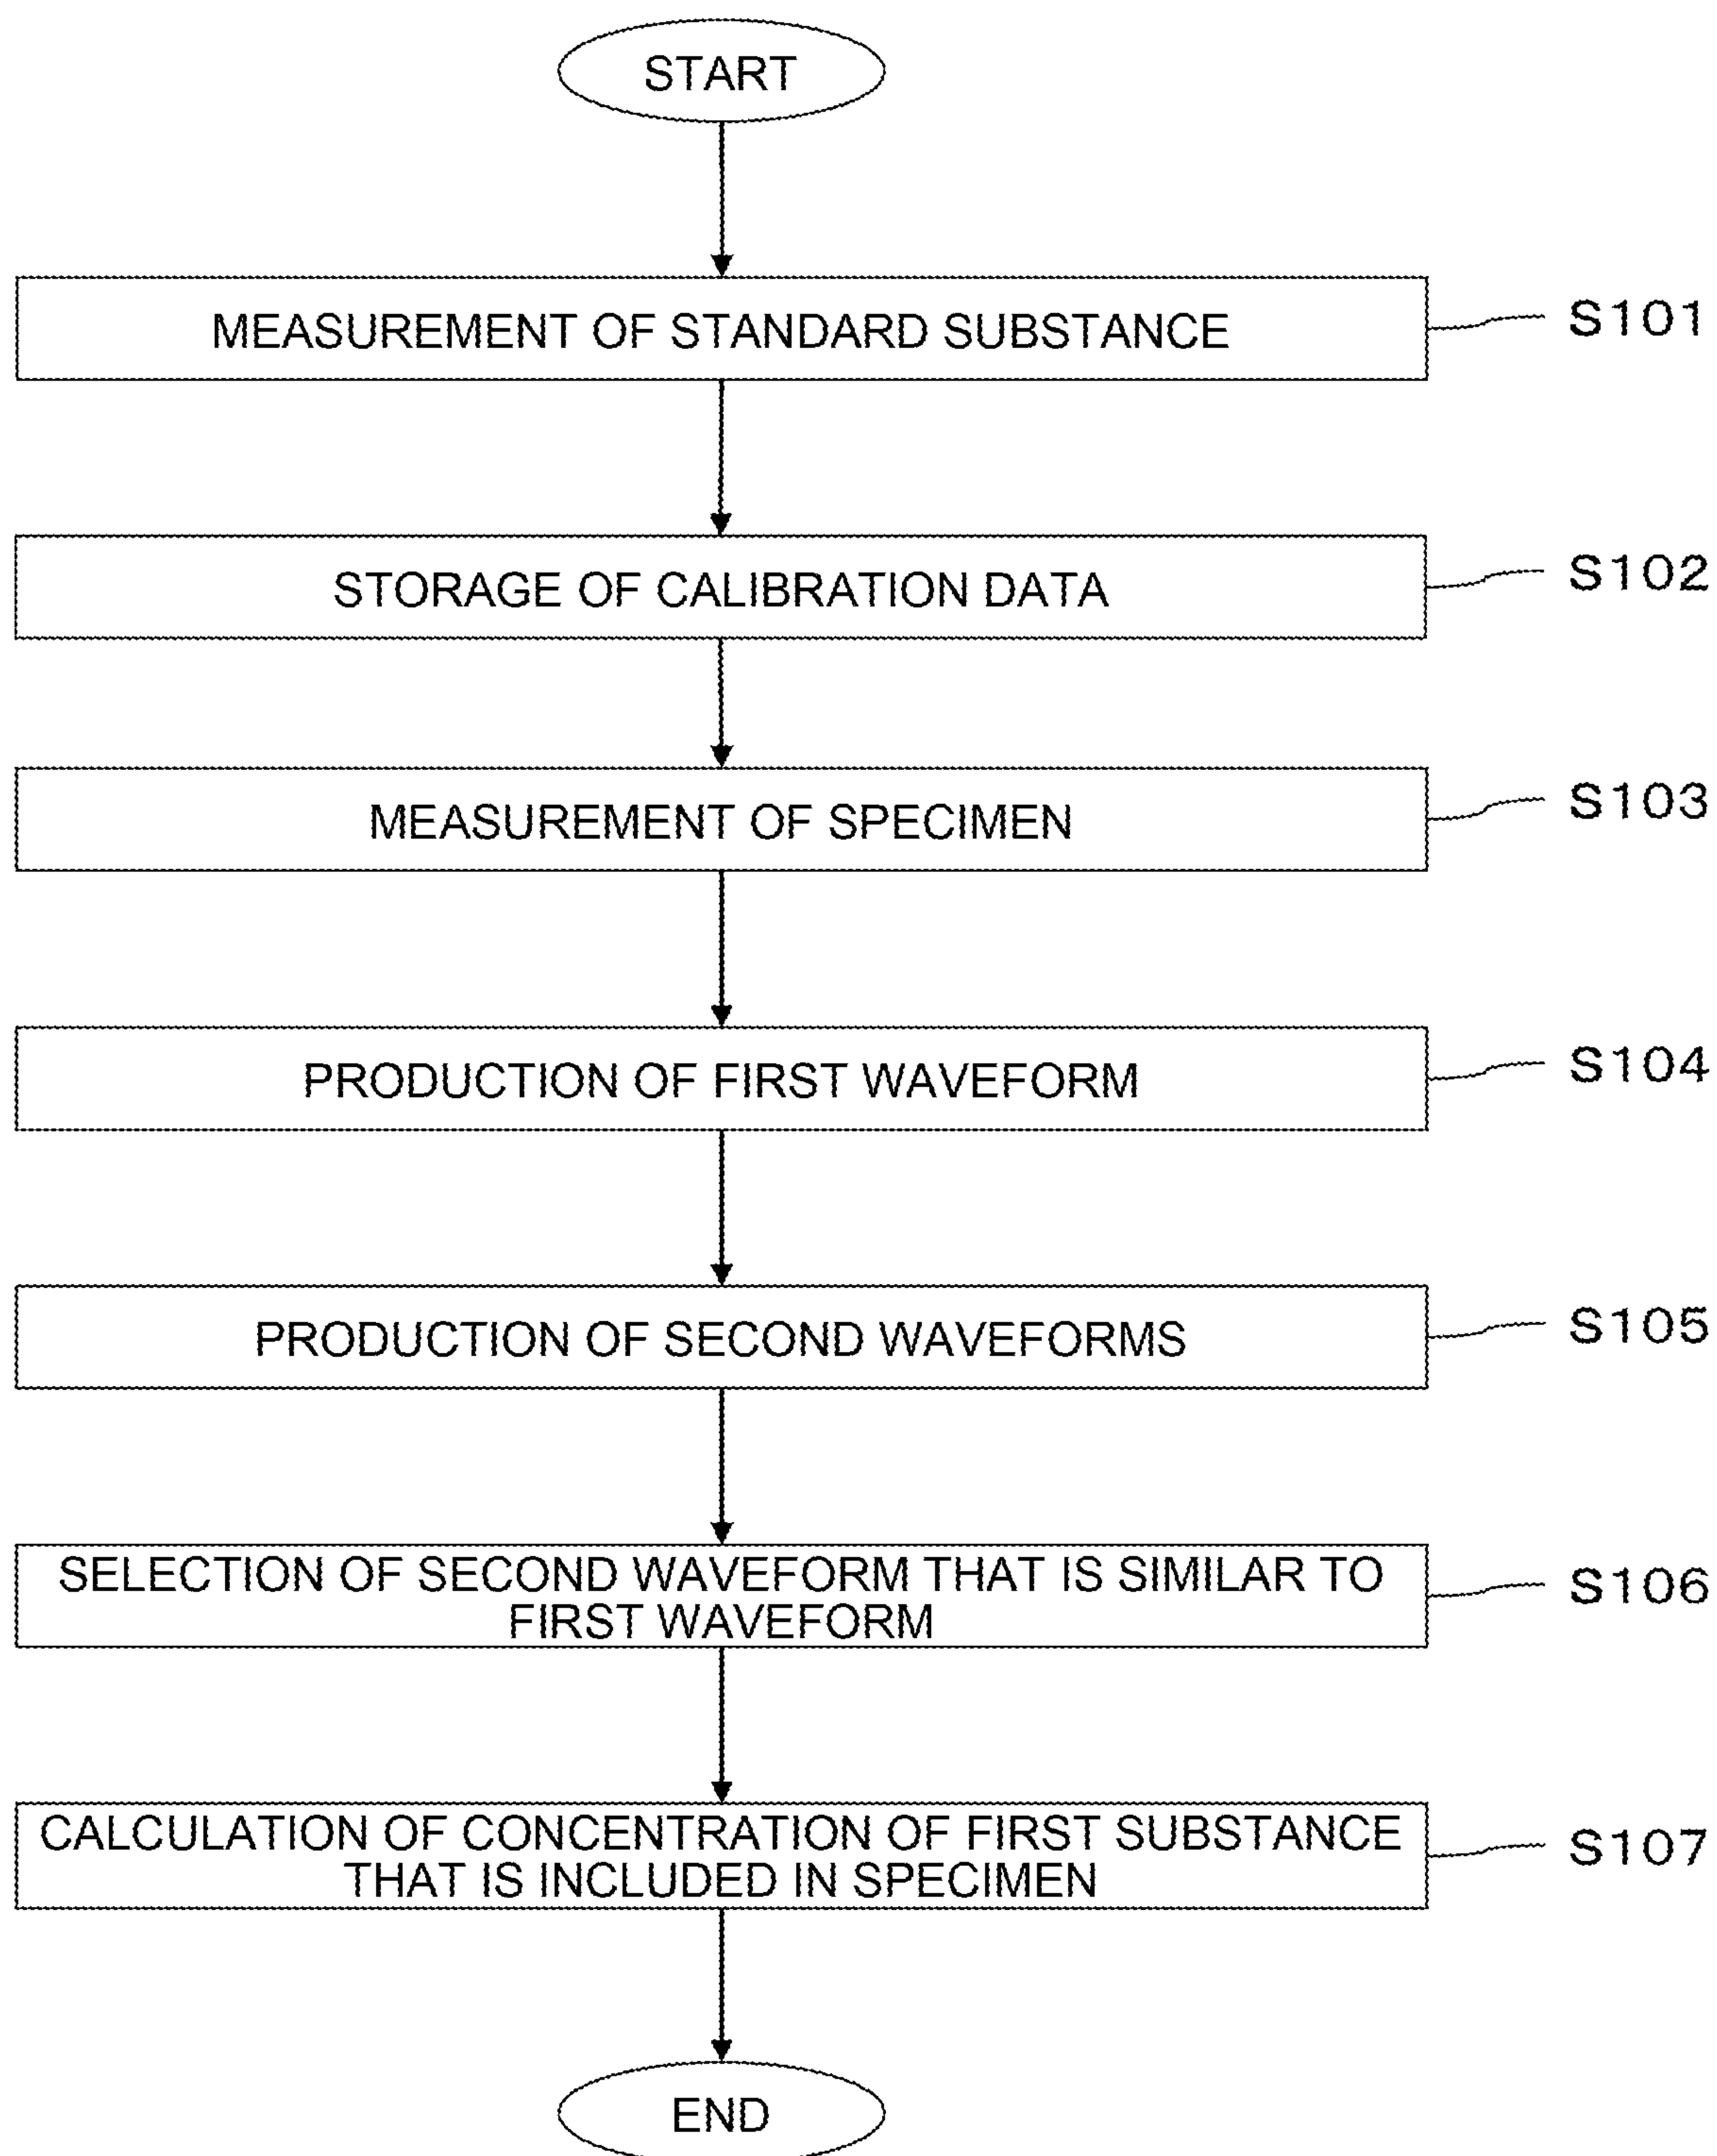 START
MEASUREMENT OF STANDARD SUBSTANCE
S101
STORAGE OF CALIBRATION DATA
S102
MEASUREMENT OF SPECIMEN
S103
PRODUCTION OF FIRST WAVEFORM
S104
PRODUCTION OF SECOND WAVEFORMS
S105
SELECTION OF SECOND WAVEFORM THAT IS SIMILAR TO
FIRST WAVEFORM
S106
CALCULATION OF CONCENTRATION OF FIRST SUBSTANCE
THAT IS INCLUDED IN SPECIMEN
S107
END